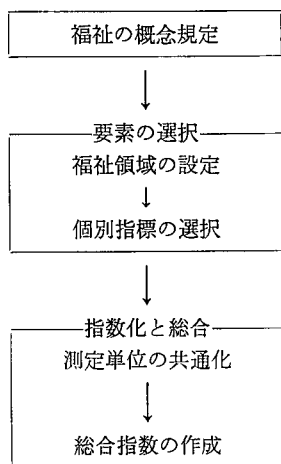 福祉の概念規定
要素の選択
福祉領域の設定
個別指標の選択
指数化と総合
測定単位の共通化
総合指数の作成